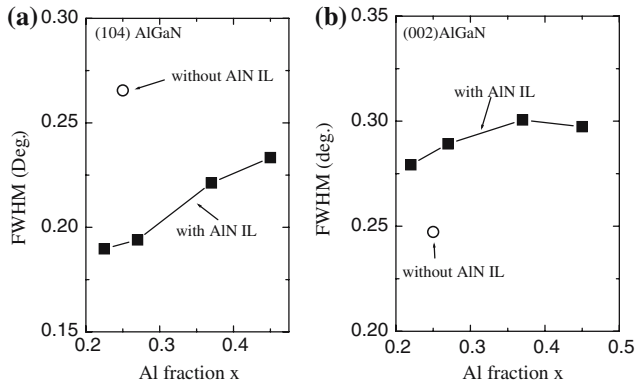 (a)
(104) AlGaN
without AlN IL
with AlN IL
0.30
0.25
0.20
0.15
FWHM (Deg)
0.2
0.3
0.4
Al fraction x
(b)
(002)AlGaN
with AlN IL
without AlN IL
0.35
0.30
0.25
0.20
FWHM (deg.)
0.2
0.3
0.4
0.5
Al fraction x